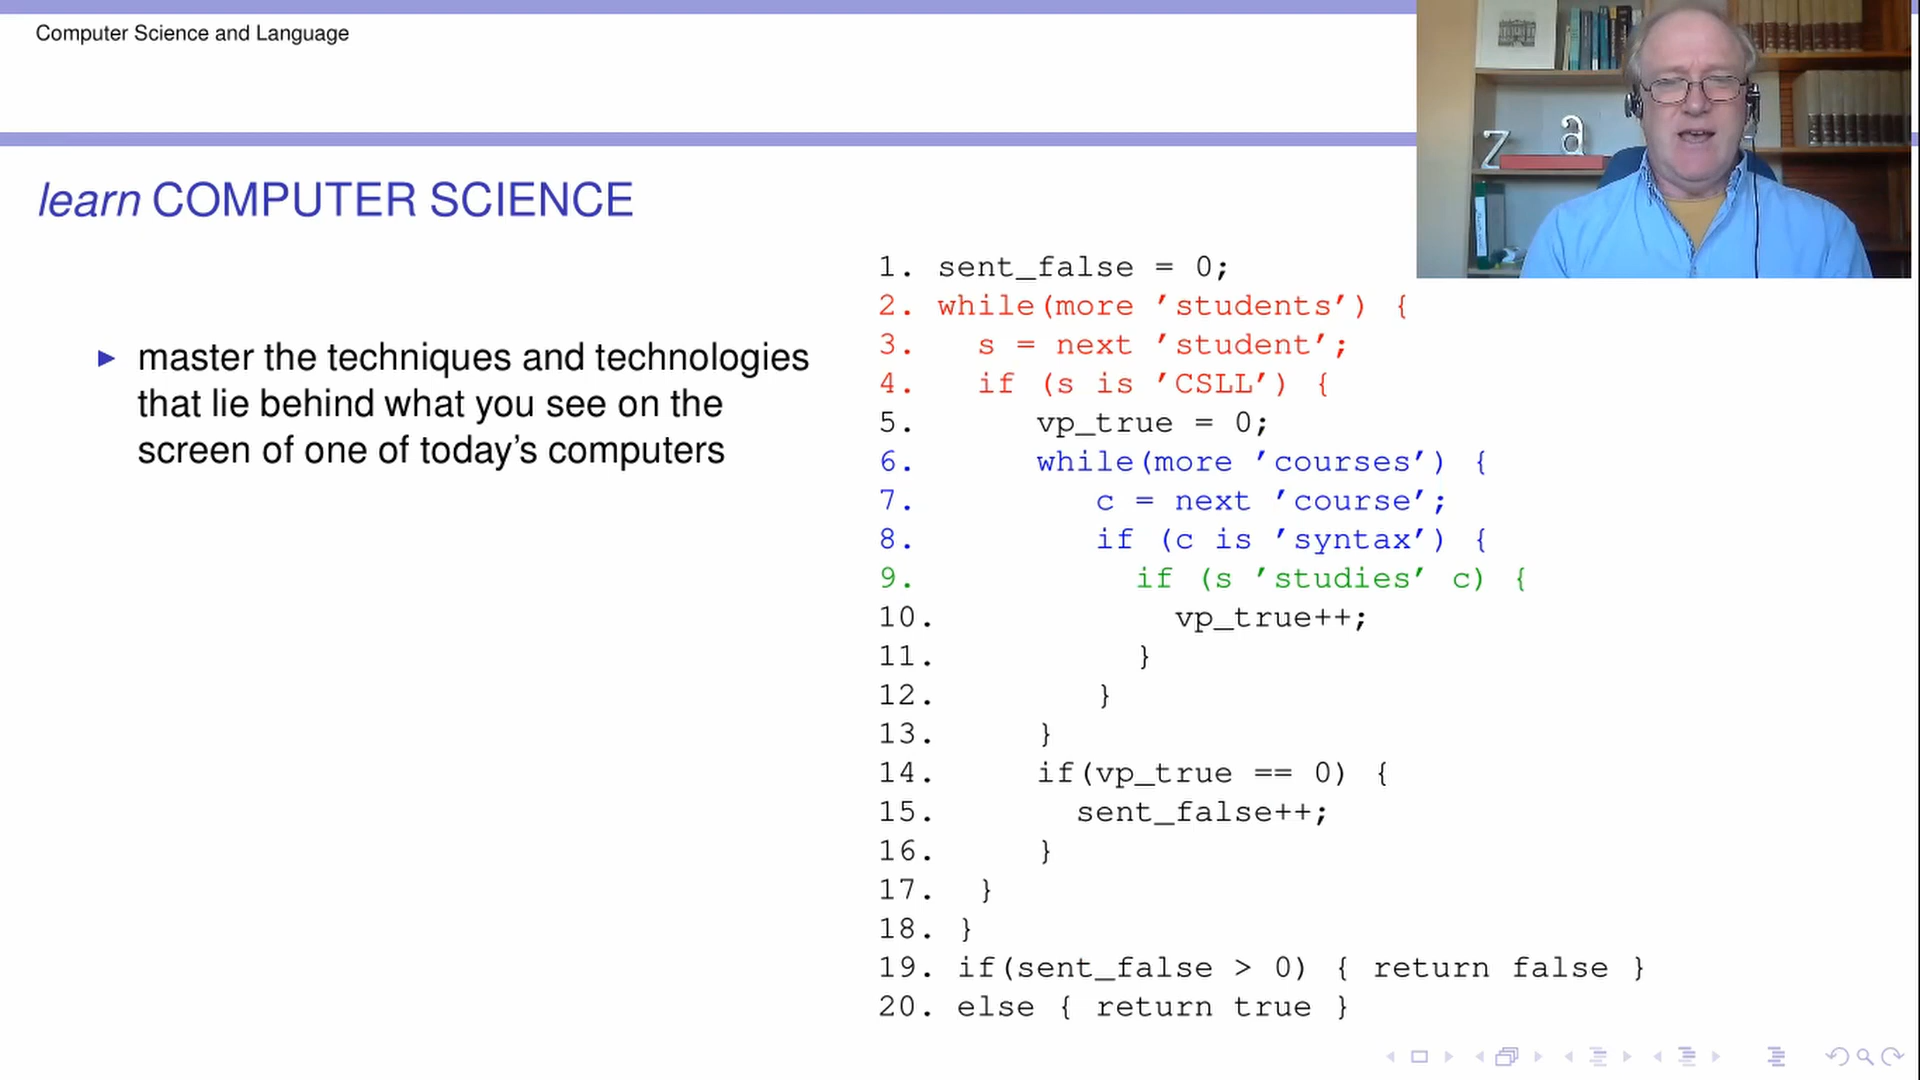 Computer Science and Language
learn COMPUTER SCIENCE
master the techniques and technologies
that lie behind what you see on the
screen of one of today's computers
1. sent_false = 0;
2. while(more 'students') {
3. s = next 'student';
4. if (s is 'CSLL') {
5. vp_true = 0;
6. while(more 'courses') {
7. c = next 'course';
8. if (c is 'syntax') {
9. if (s 'studies' c) {
10. vp_true++;
11. }
12. }
13. }
14. if(vp_true == 0) {
15. sent_false++;
16. }
17. }
18. }
19. if(sent_false > 0) { return false }
20. else { return true }
z a